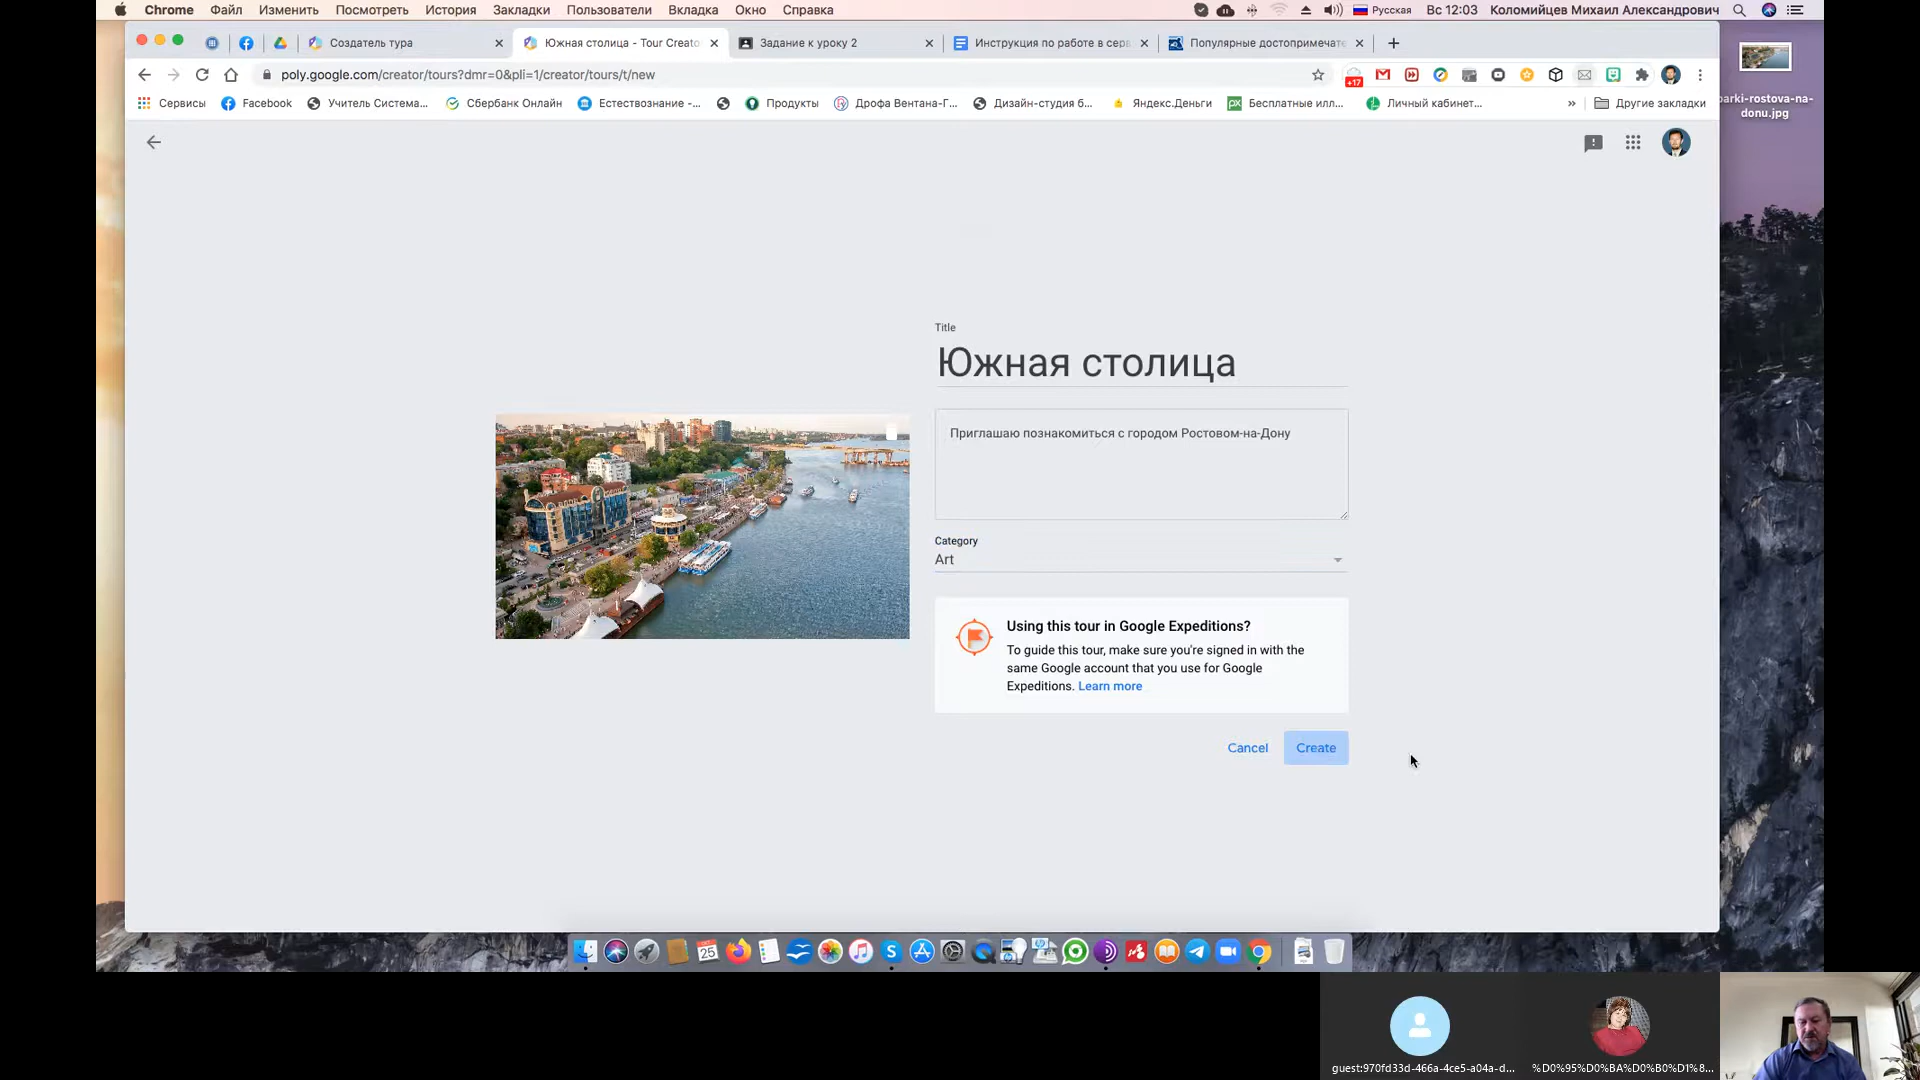 Chrome Файл Изменить Посмотреть История Закладки Пользователи Вкладка Окно Справка Русская Вс 12:03 Коломийцев Михаил Александрович
Создатель тура Южная столица - Tour Creato Задание к уроку 2 Инструкция по работе в серв Популярные достопримечате
poly.google.com/creator/tours?dmr=0&pli=1/creator/tours/t/new +17
Сервисы Facebook Учитель Система... Сбербанк Онлайн Естествознание -... Продукты Дрофа Вентана-Г... Дизайн-студия б... Яндекс.Деньги Бесплатные илл... Личный кабинет... » Другие закладки
parki-rostova-na-
donu.jpg
Title
Южная столица
Приглашаю познакомиться с городом Ростовом-на-Дону
Category
Art
Using this tour in Google Expeditions?
To guide this tour, make sure you're signed in with the
same Google account that you use for Google
Expeditions. Learn more
Cancel Create
25
guest:970fd33d-466a-4ce5-a04a-d... %D0%95%D0%BA%D0%B0%D1%8...